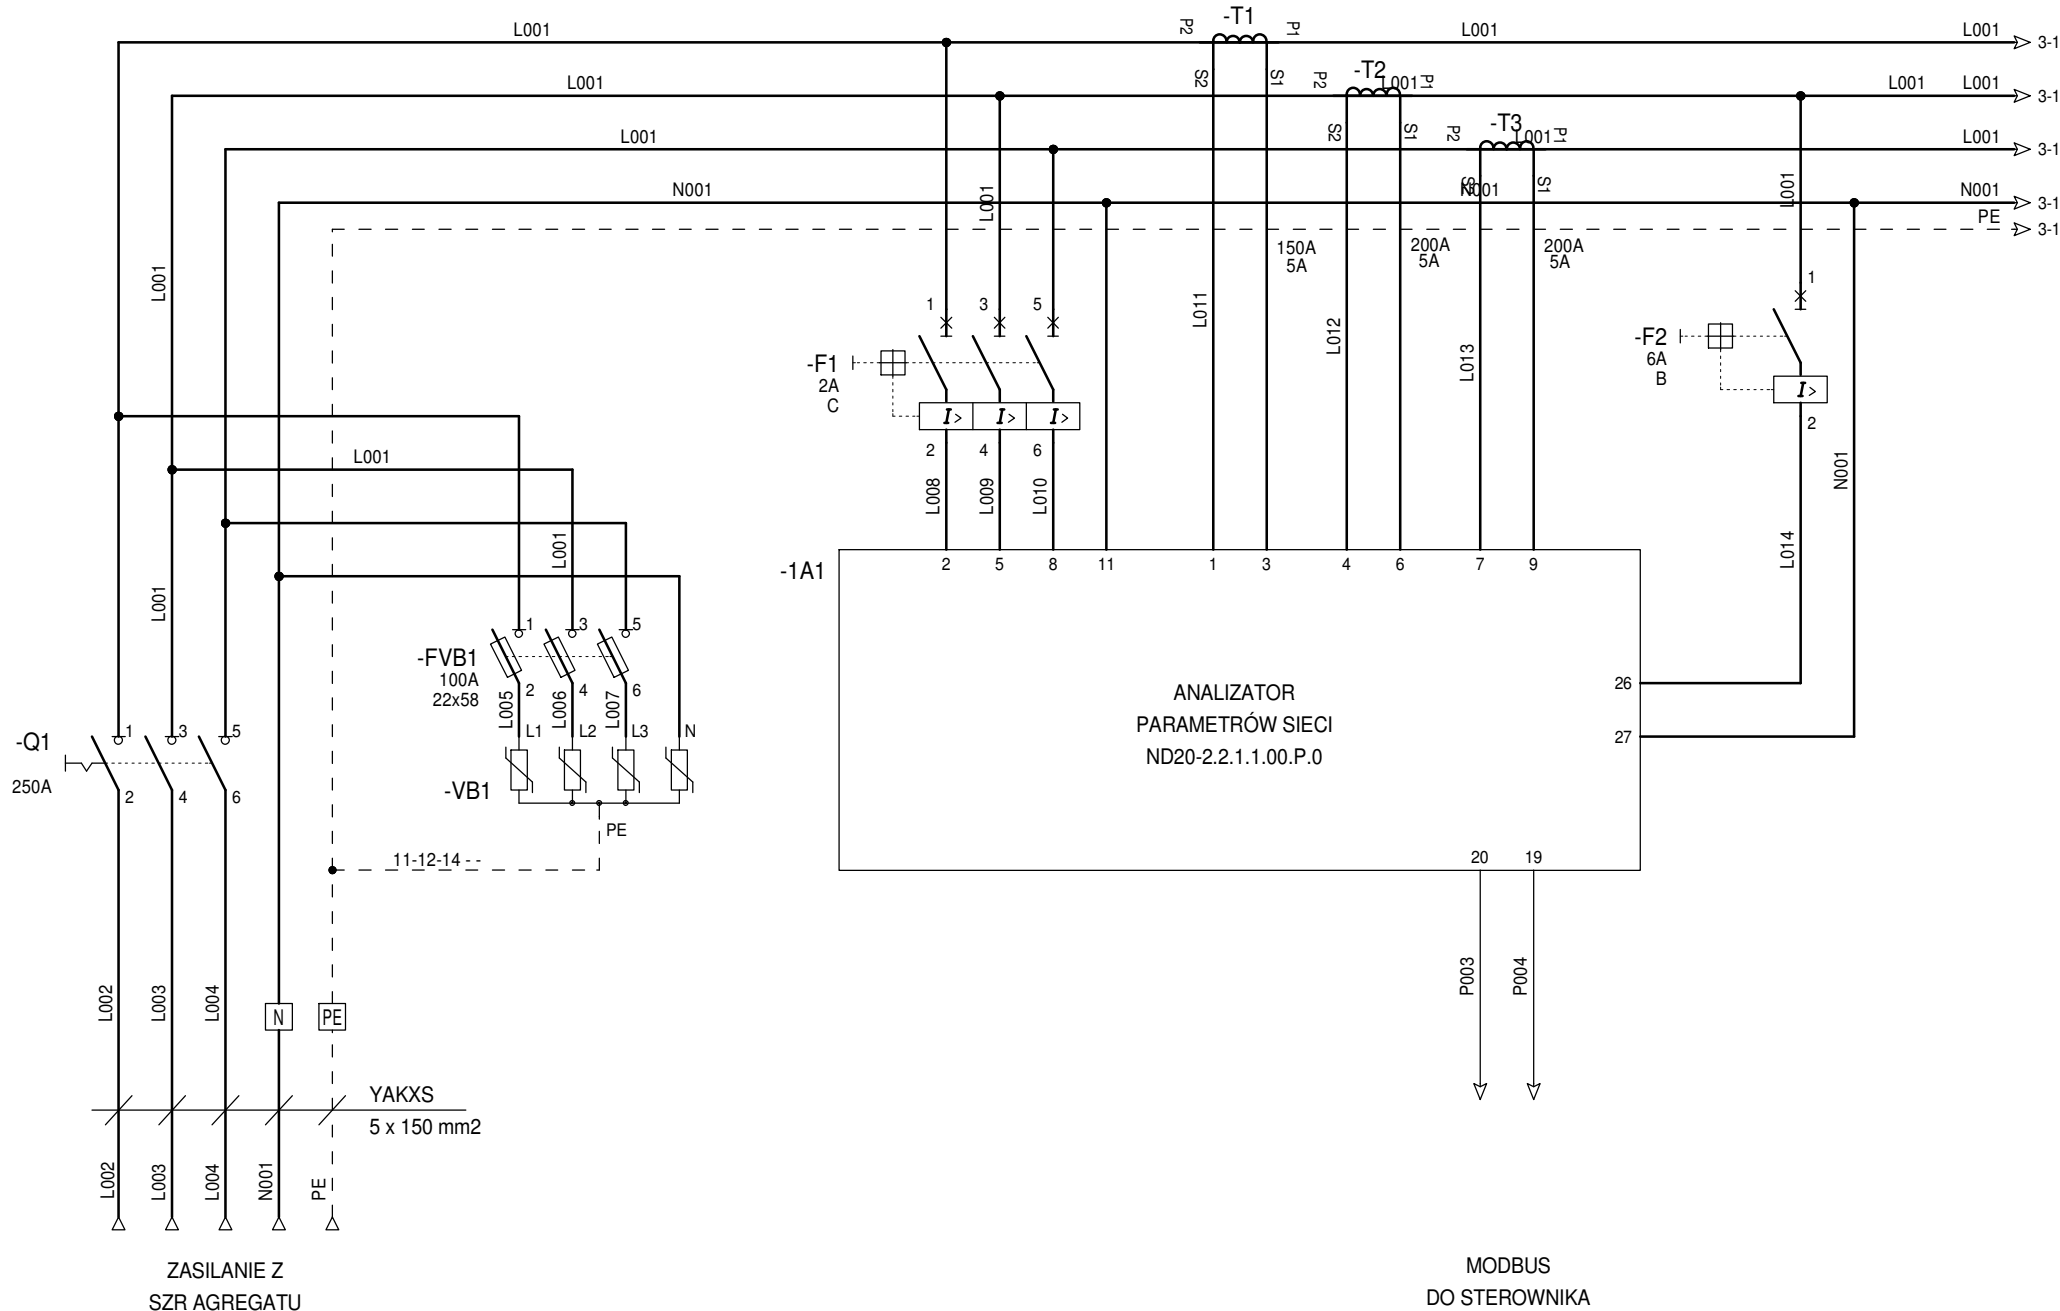 -T1
P2
P1
L001
L001
L001
3-1
S2
S1
-T2
P2
L001
P1
L001
L001
L001
3-1
S2
S1
-T3
P2
L001
P1
L001
L001
3-1
S1
N001
N001
N001
3-1
PE
3-1
L001
L001
L001
150A
5A
200A
5A
200A
5A
L011
L012
L013
1
3
5
-F1
2A
C
I>
I>
I>
2
4
6
L008
L009
L010
1
-F2
6A
B
I>
2
N001
L014
L001
L001
L001
-1A1
2
5
8
11
1
3
4
6
7
9
26
27
ANALIZATOR
PARAMETRÓW SIECI
ND20-2.2.1.1.00.P.0
20
19
P003
P004
-FVB1
100A
22x58
1
3
5
2
4
6
L005
L006
L007
L1
L2
L3
N
-VB1
PE
11-12-14 - -
-Q1
250A
1
3
5
2
4
6
L002
L003
L004
N
PE
YAKXS
5 x 150 mm2
L002
L003
L004
N001
PE
ZASILANIE Z
SZR AGREGATU
MODBUS
DO STEROWNIKA